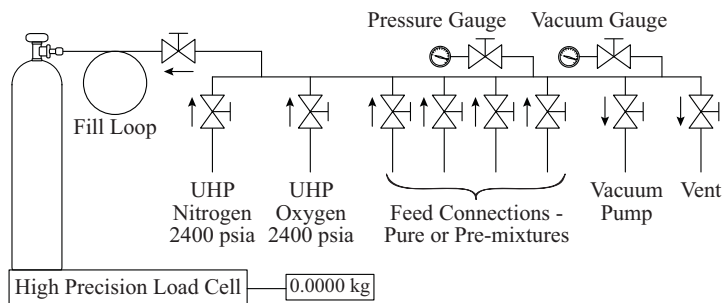 Pressure Gauge
Vacuum Gauge
Fill Loop
UHP
Nitrogen
2400 psia
UHP
Oxygen
2400 psia
Feed Connections -
Pure or Pre-mixtures
Vacuum
Pump
Vent
High Precision Load Cell
0.0000 kg